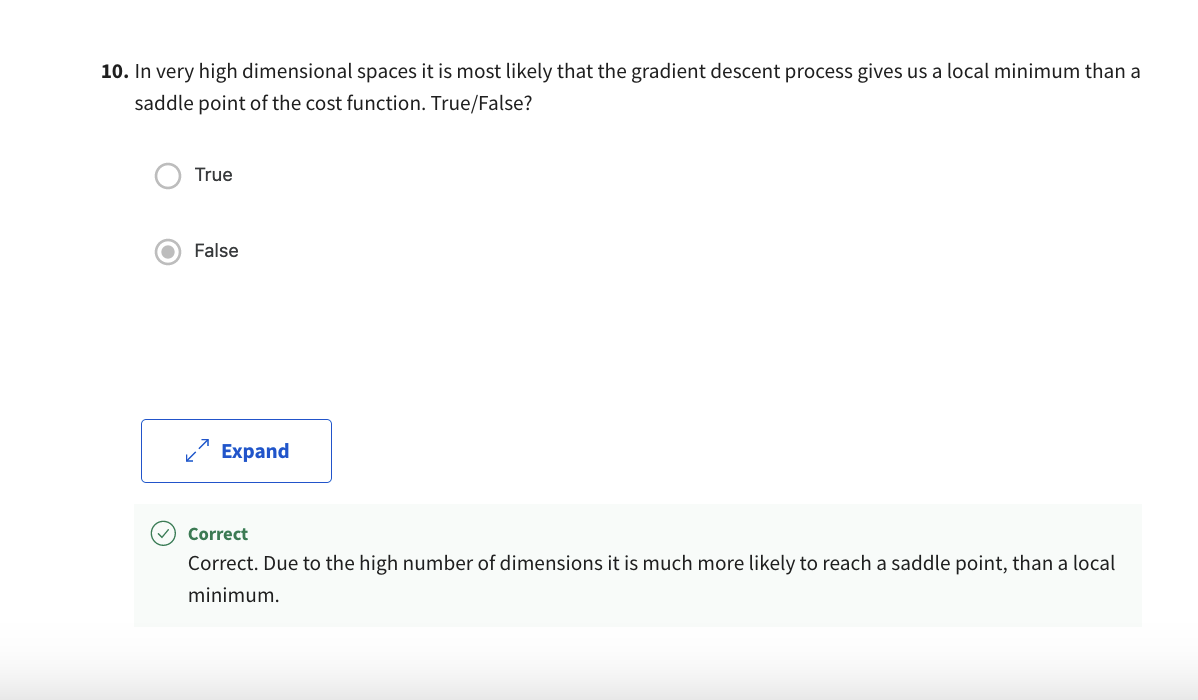 10. In very high dimensional spaces it is most likely that the gradient descent process gives us a local minimum than a
saddle point of the cost function. True/False?
True
False
Expand
Correct
Correct. Due to the high number of dimensions it is much more likely to reach a saddle point, than a local
minimum.